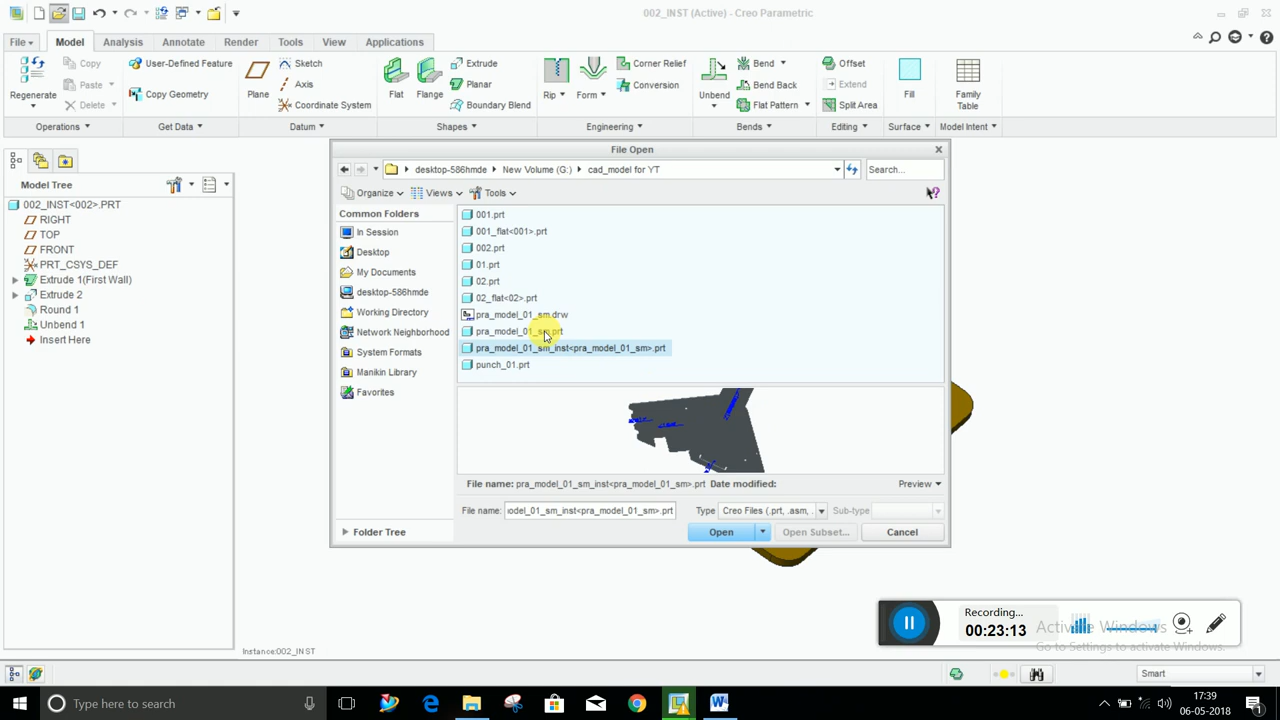 002_INST (Active) - Creo Parametric
File Model Analysis Annotate Render Tools View Applications
Regenerate
Copy
Paste
Delete
User-Defined Feature
Copy Geometry
Plane
Sketch
Axis
Coordinate System
Flat
Flange
Extrude
Planar
Boundary Blend
Rip
Form
Corner Relief
Conversion
Unbend
Bend
Bend Back
Flat Pattern
Offset
Extend
Split Area
Fill
Family
Table
Operations Get Data Datum Shapes Engineering Bends Editing Surface Model Intent
Model Tree
002_INST<002>.PRT
RIGHT
TOP
FRONT
PRT_CSYS_DEF
Extrude 1(First Wall)
Extrude 2
Round 1
Unbend 1
Insert Here
File Open
desktop-586hmde New Volume (G:) cad_model for YT
Search...
Organize Views Tools
Common Folders
In Session
Desktop
My Documents
desktop-586hmde
Working Directory
Network Neighborhood
System Formats
Manikin Library
Favorites
Folder Tree
001.prt
001_flat<001>.prt
002.prt
01.prt
02.prt
02_flat<02>.prt
pra_model_01_sm.drw
pra_model_01_sm.prt
pra_model_01_sm_inst<pra_model_01_sm>.prt
punch_01.prt
File name: pra_model_01_sm_inst<pra_model_01_sm>.prt Date modified: Preview
File name: odel_01_sm_inst<pra_model_01_sm>.prt Type Creo Files (.prt, .asm, . Sub-type
Open Open Subset... Cancel
Recording...
00:23:13
Activate Windows
Go to Settings to activate Windows.
Instance:002_INST
Smart
Type here to search
17:39
06-05-2018